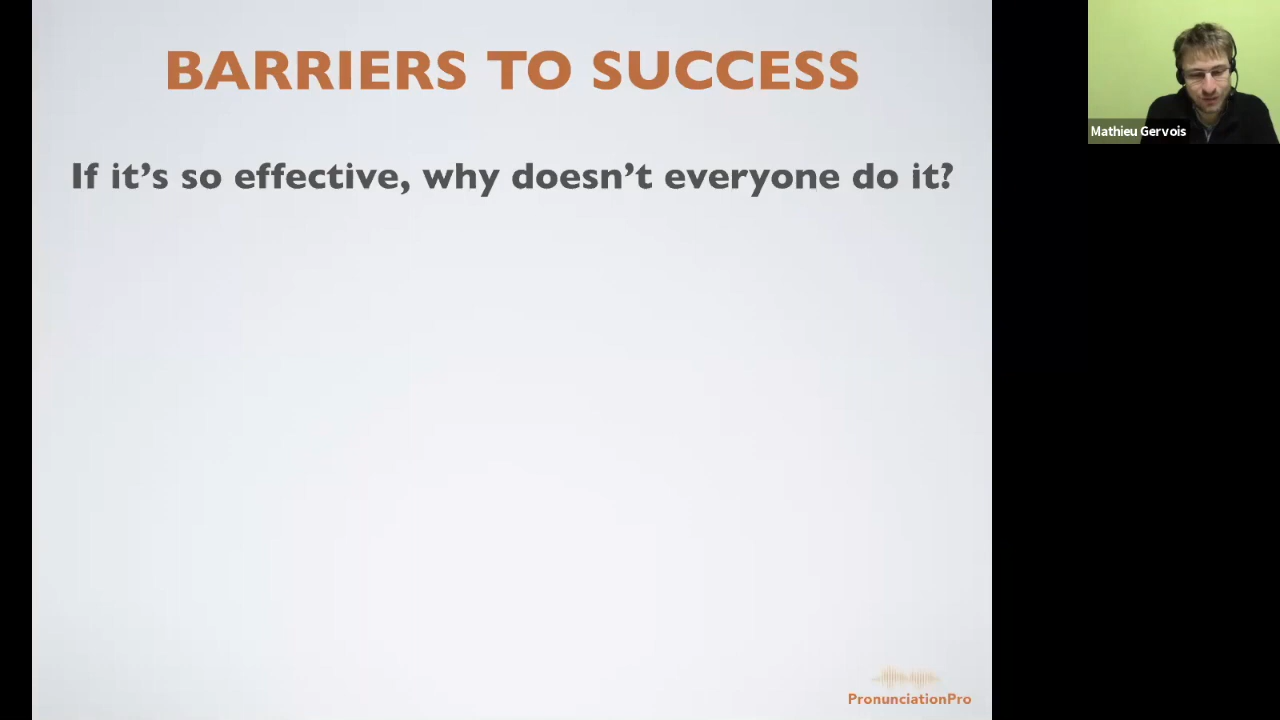 BARRIERS TO SUCCESS
If it's so effective, why doesn't everyone do it?
Mathieu Gervois
PronunciationPro